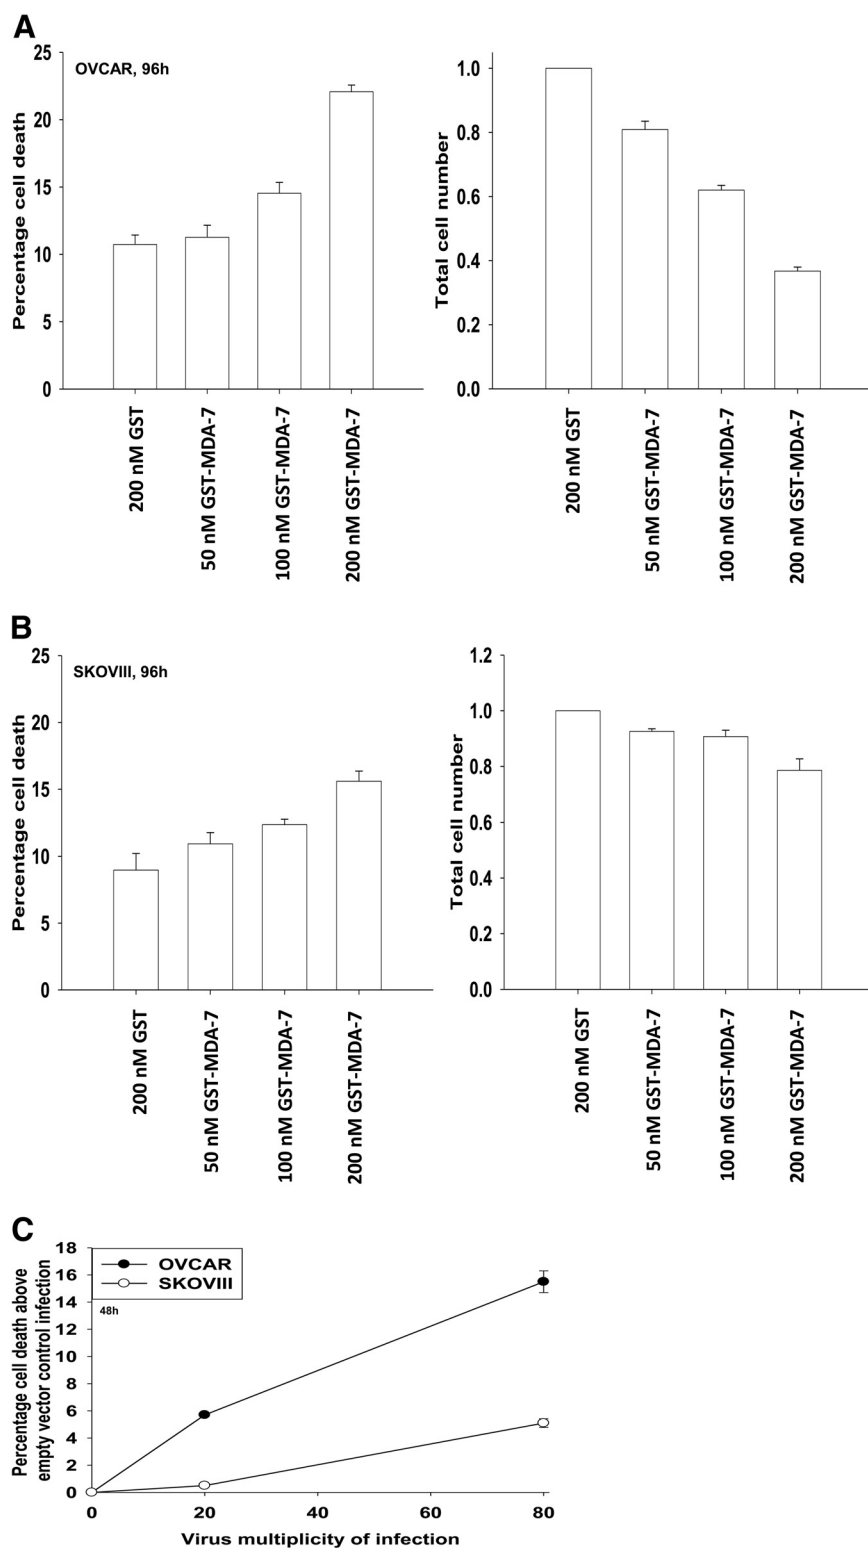 A
OVCAR, 96h
Percentage cell death
25
20
15
10
5
0
200 nM GST
50 nM GST-MDA-7
100 nM GST-MDA-7
200 nM GST-MDA-7
Total cell number
1.0
0.8
0.6
0.4
0.2
0.0
200 nM GST
50 nM GST-MDA-7
100 nM GST-MDA-7
200 nM GST-MDA-7
B
SKOVIII, 96h
Percentage cell death
25
20
15
10
5
0
200 nM GST
50 nM GST-MDA-7
100 nM GST-MDA-7
200 nM GST-MDA-7
Total cell number
1.2
1.0
0.8
0.6
0.4
0.2
0.0
200 nM GST
50 nM GST-MDA-7
100 nM GST-MDA-7
200 nM GST-MDA-7
C
Percentage cell death above
empty vector control infection
18
16
14
12
10
8
6
4
2
0
OVCAR
SKOVIII
48h
0 20 40 60 80
Virus multiplicity of infection